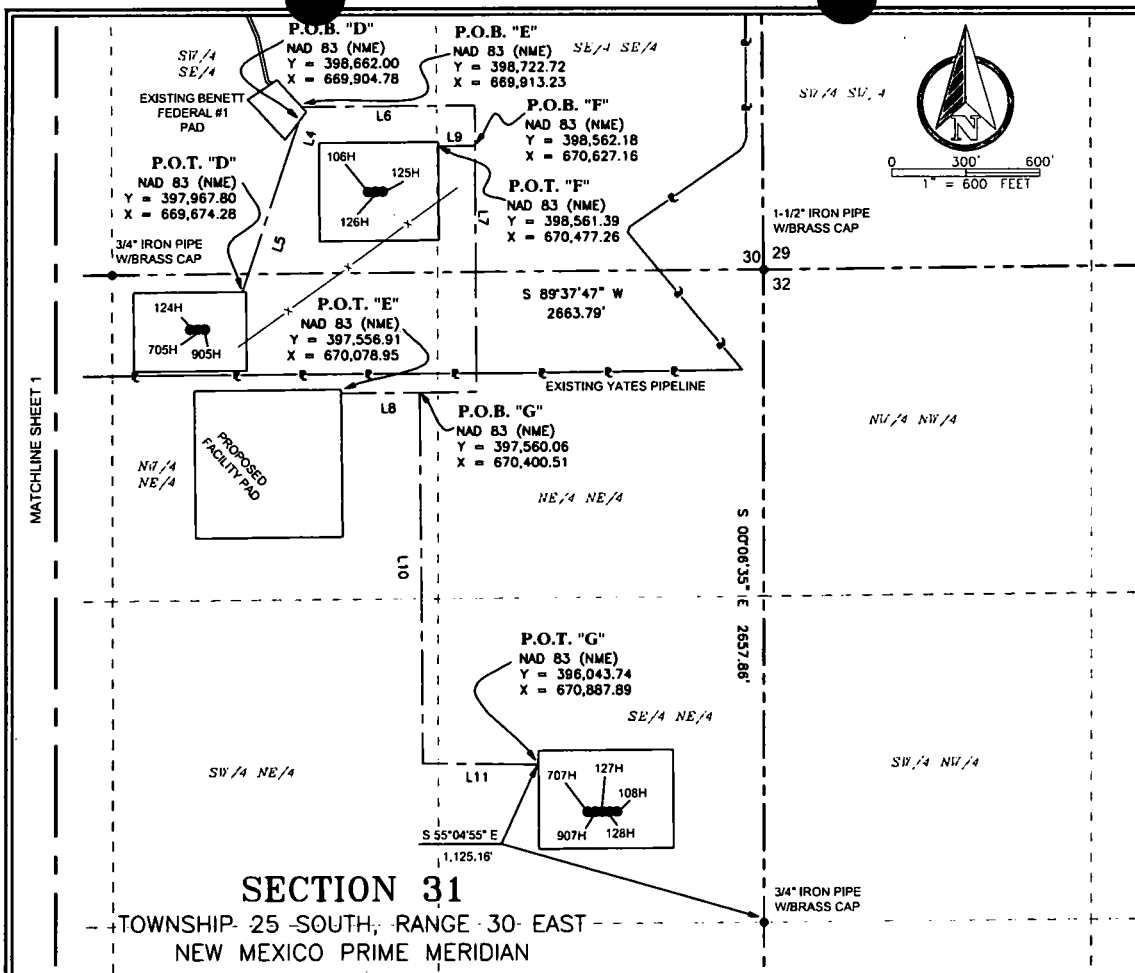 P.O.B. "D"
NAD 83 (NME)
Y = 398,662.00
X = 669,904.78
P.O.B. "E"
NAD 83 (NME)
Y = 398,722.72
X = 669,913.23
SW/4
SE/4
SE/4 SE/4
SW/4 SW/4
EXISTING BENETT
FEDERAL #1
PAD
L4
L6
L9
P.O.B. "F"
NAD 83 (NME)
Y = 398,562.18
X = 670,627.16
N
0 300' 600'
1" = 600 FEET
P.O.T. "D"
NAD 83 (NME)
Y = 397,967.80
X = 669,674.28
106H
125H
126H
P.O.T. "F"
NAD 83 (NME)
Y = 398,561.39
X = 670,477.26
L7
L5
X
X
X
1-1/2" IRON PIPE
W/BRASS CAP
3/4" IRON PIPE
W/BRASS CAP
30 29
32
S 89°37'47" W
2663.79'
124H
705H
905H
P.O.T. "E"
NAD 83 (NME)
Y = 397,556.91
X = 670,078.95
EXISTING YATES PIPELINE
L8
P.O.B. "G"
NAD 83 (NME)
Y = 397,560.06
X = 670,400.51
MATCHLINE SHEET 1
PROPOSED
FACILITY PAD
NW/4
NE/4
NE/4 NE/4
NW/4 NW/4
S 00°06'35" E 2657.86'
L10
P.O.T. "G"
NAD 83 (NME)
Y = 396,043.74
X = 670,887.89
SE/4 NE/4
SW/4 NE/4
SW/4 NW/4
L11
707H
127H
108H
907H
128H
S 55°04'55" E
1,125.16'
3/4" IRON PIPE
W/BRASS CAP
SECTION 31
TOWNSHIP 25 SOUTH, RANGE 30 EAST
NEW MEXICO PRIME MERIDIAN